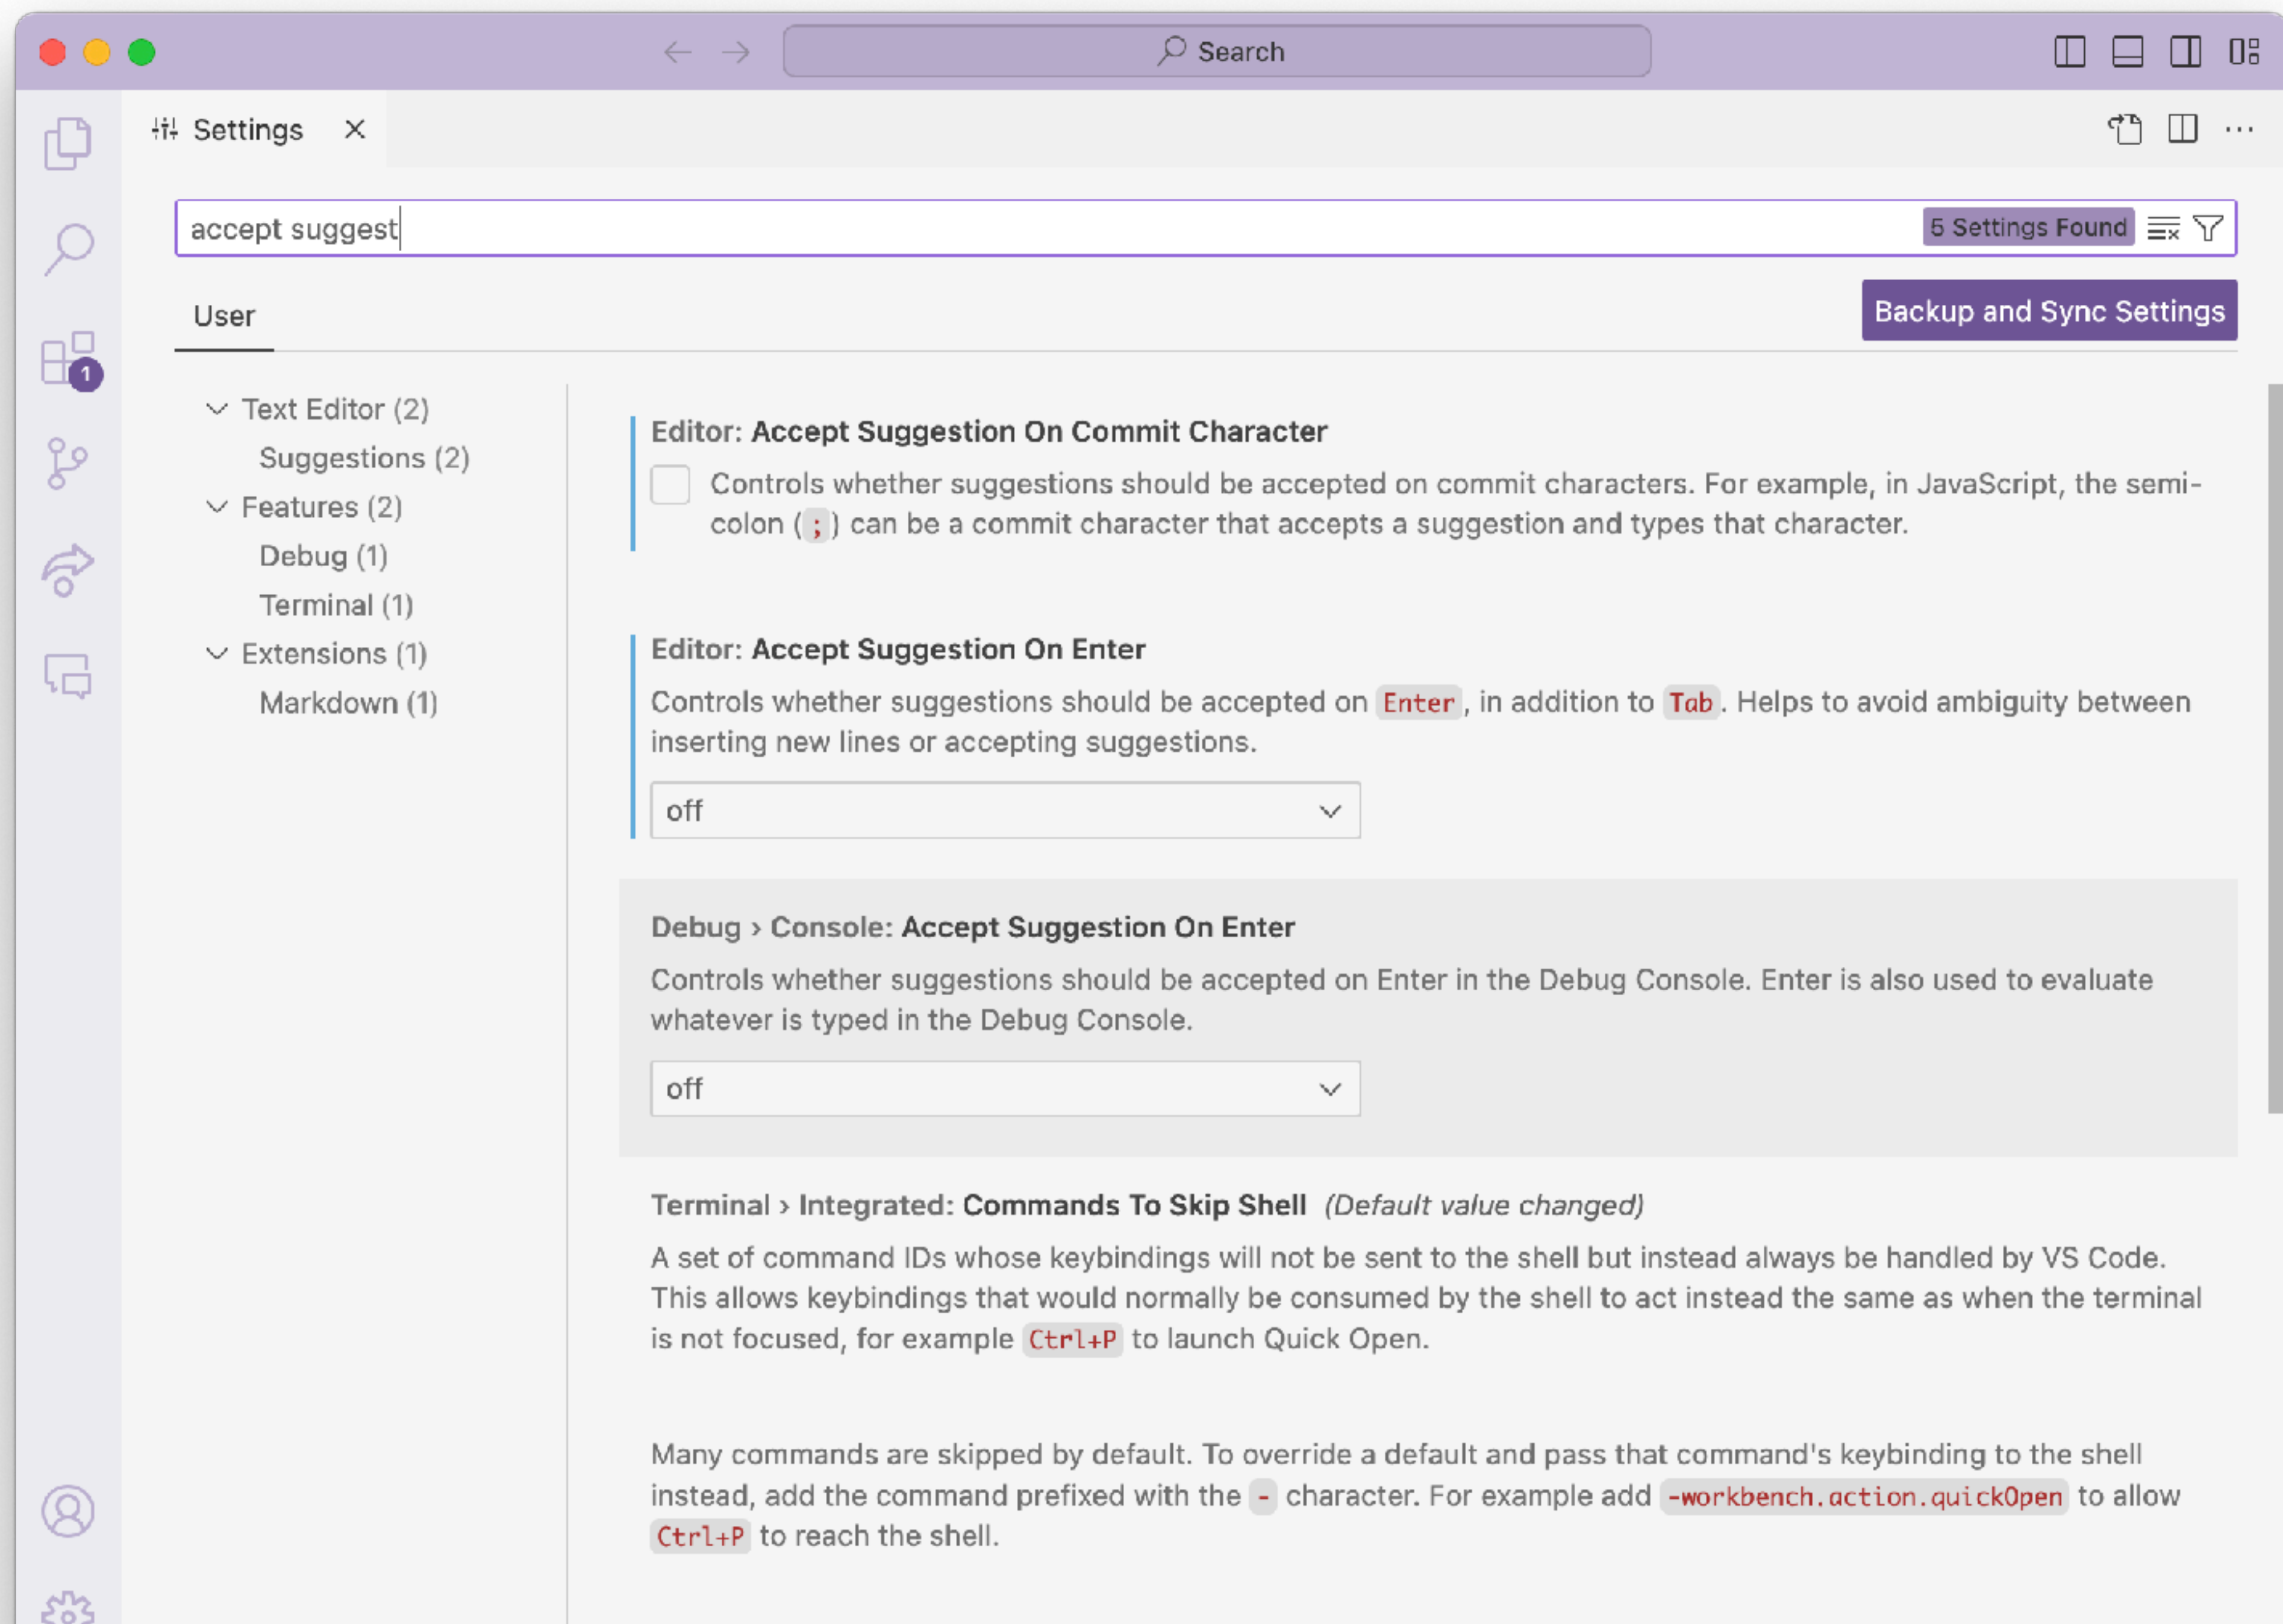 Search
Settings
accept suggest
5 Settings Found
User
Backup and Sync Settings
1
Text Editor (2)
Suggestions (2)
Features (2)
Debug (1)
Terminal (1)
Extensions (1)
Markdown (1)
Editor: Accept Suggestion On Commit Character
Controls whether suggestions should be accepted on commit characters. For example, in JavaScript, the semi-
colon ( ; ) can be a commit character that accepts a suggestion and types that character.
Editor: Accept Suggestion On Enter
Controls whether suggestions should be accepted on Enter , in addition to Tab . Helps to avoid ambiguity between
inserting new lines or accepting suggestions.
off
Debug › Console: Accept Suggestion On Enter
Controls whether suggestions should be accepted on Enter in the Debug Console. Enter is also used to evaluate
whatever is typed in the Debug Console.
off
Terminal › Integrated: Commands To Skip Shell (Default value changed)
A set of command IDs whose keybindings will not be sent to the shell but instead always be handled by VS Code.
This allows keybindings that would normally be consumed by the shell to act instead the same as when the terminal
is not focused, for example Ctrl+P to launch Quick Open.
Many commands are skipped by default. To override a default and pass that command's keybinding to the shell
instead, add the command prefixed with the - character. For example add -workbench.action.quickOpen to allow
Ctrl+P to reach the shell.